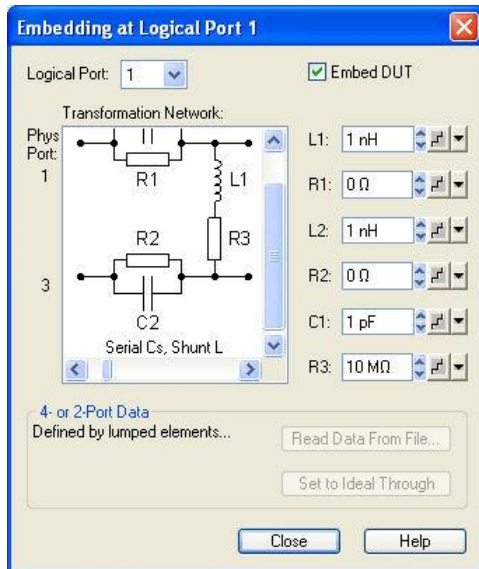 Embedding at Logical Port 1
Logical Port: 1
Embed DUT
Transformation Network:
Phys
Port:
1
R1
L1
R2
R3
3
C2
Serial Cs, Shunt L
L1: 1 nH
R1: 0 Ω
L2: 1 nH
R2: 0 Ω
C1: 1 pF
R3: 10 MΩ
4- or 2-Port Data
Defined by lumped elements...
Read Data From File...
Set to Ideal Through
Close
Help